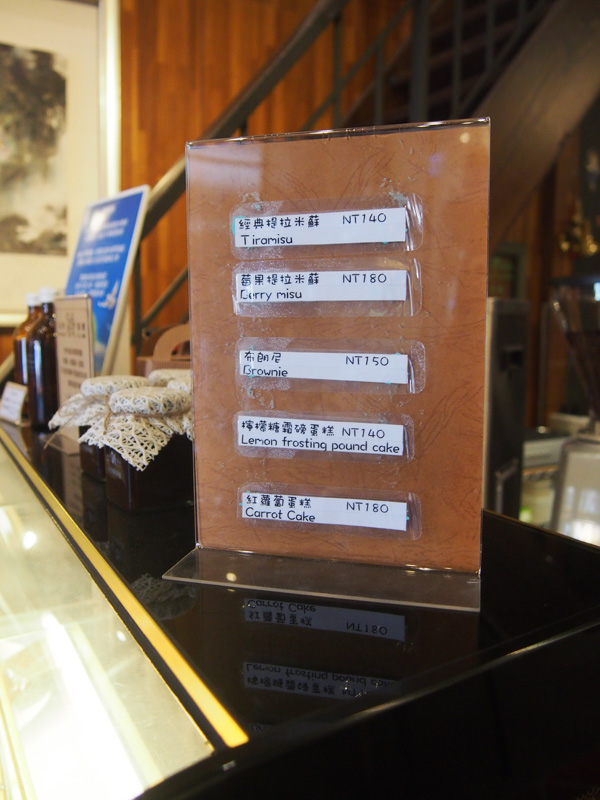 經典提拉米蘇 NT140
Tiramisu
莓果提拉米蘇 NT180
Berry misu
布朗尼 NT150
Brownie
檸檬糖霜磅蛋糕 NT140
Lemon frosting pound cake
紅蘿蔔蛋糕 NT180
Carrot Cake